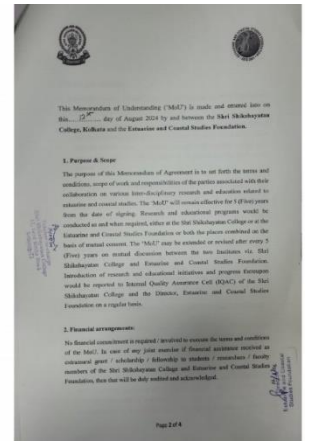 This Memorandum of Understanding ('MoU') is made and entered into on
this 12th day of August 2024 by and between the Shri Shikshayatan
College, Kolkata and the Estuarine and Coastal Studies Foundation.
1. Purpose & Scope
The purpose of this Memorandum of Agreement is to set forth the terms and
conditions, scope of work and responsibilities of the parties associated with their
collaboration on various inter-disciplinary research and education related to
estuarine and coastal studies. The 'MoU' will remain effective for 5 (Five) years
from the date of signing. Research and educational programs would be
conducted as and when required, either at the Shri Shikshayatan College or at the
Estuarine and Coastal Studies Foundation or both the places combined on the
basis of mutual consent. The 'MoU' may be extended or revised after every 5
(Five) years on mutual discussion between the two Institutes viz. Shri
Shikshayatan College and Estuarine and Coastal Studies Foundation.
Introduction of research and educational initiatives and progress thereupon
would be reported to Internal Quality Assurance Cell (IQAC) of the Shri
Shikshayatan College and the Director, Estuarine and Coastal Studies
Foundation on a regular basis.
2. Financial arrangements:
No financial commitment is required / involved to execute the terms and conditions
of the MoU. In case of any joint exercise if financial assistance received as
extramural grant / scholarship / fellowship to students / researchers / faculty
members of the Shri Shikshayatan College and Estuarine and Coastal Studies
Foundation, then that will be duly audited and acknowledged.
Estuarine and Coastal
Studies Foundation
Page 2 of 4